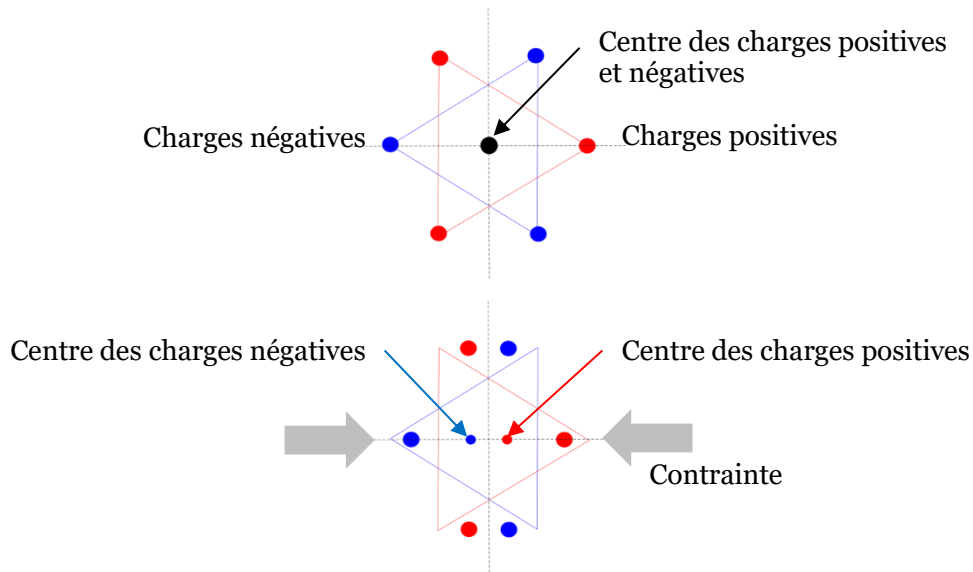 Centre des charges positives
et négatives
Charges négatives
Charges positives
Centre des charges négatives
Centre des charges positives
Contrainte